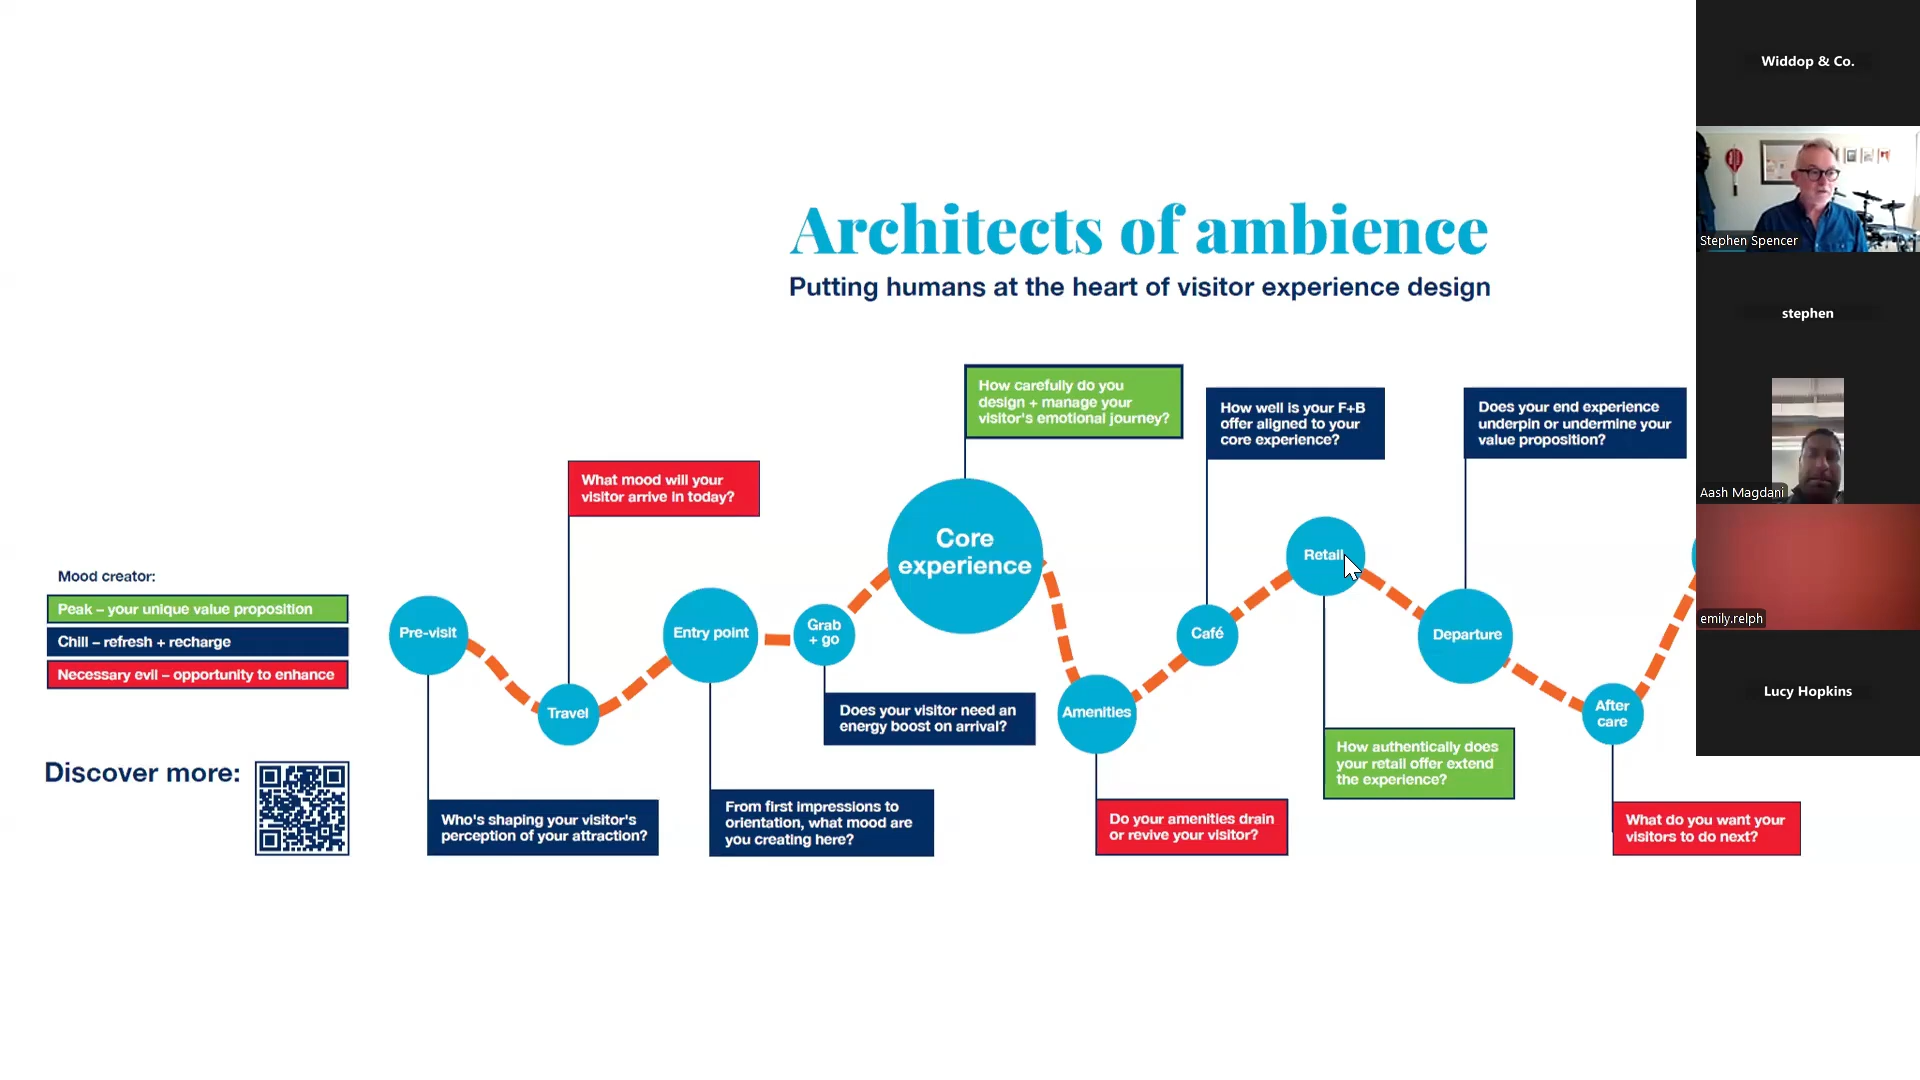 Architects of ambience
Putting humans at the heart of visitor experience design
How carefully do you
design + manage your
visitor's emotional journey?
How well is your F+B
offer aligned to your
core experience?
Does your end experience
underpin or undermine your
value proposition?
What mood will your
visitor arrive in today?
Mood creator:
Peak – your unique value proposition
Chill – refresh + recharge
Necessary evil – opportunity to enhance
Pre-visit
Travel
Entry point
Grab
+ go
Core
experience
Amenities
Café
Retail
Departure
After
care
Does your visitor need an
energy boost on arrival?
How authentically does
your retail offer extend
the experience?
Discover more:
Who's shaping your visitor's
perception of your attraction?
From first impressions to
orientation, what mood are
you creating here?
Do your amenities drain
or revive your visitor?
What do you want your
visitors to do next?
Widdop & Co.
Stephen Spencer
stephen
Aash Magdani
emily.relph
Lucy Hopkins